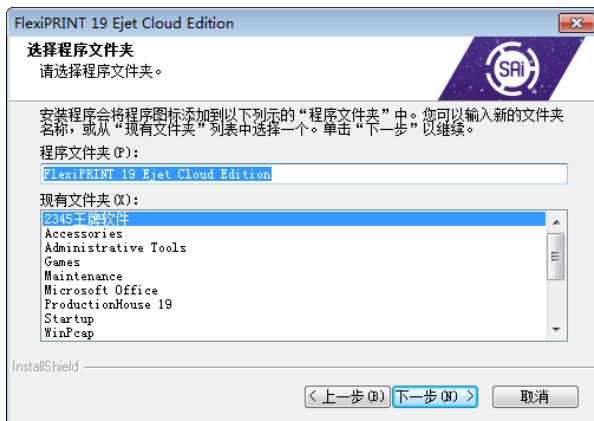 FlexiPRINT 19 Ejet Cloud Edition
选择程序文件夹
请选择程序文件夹。
SAi
安装程序会将程序图标添加到以下列示的“程序文件夹”中。您可以输入新的文件夹
名称，或从“现有文件夹”列表中选择一个。单击“下一步”以继续。
程序文件夹(P):
FlexiPRINT 19 Ejet Cloud Edition
现有文件夹(X):
2345王牌软件
Accessories
Administrative Tools
Games
Maintenance
Microsoft Office
ProductionHouse 19
Startup
WinPcap
InstallShield
< 上一步(B)
下一步(N) >
取消